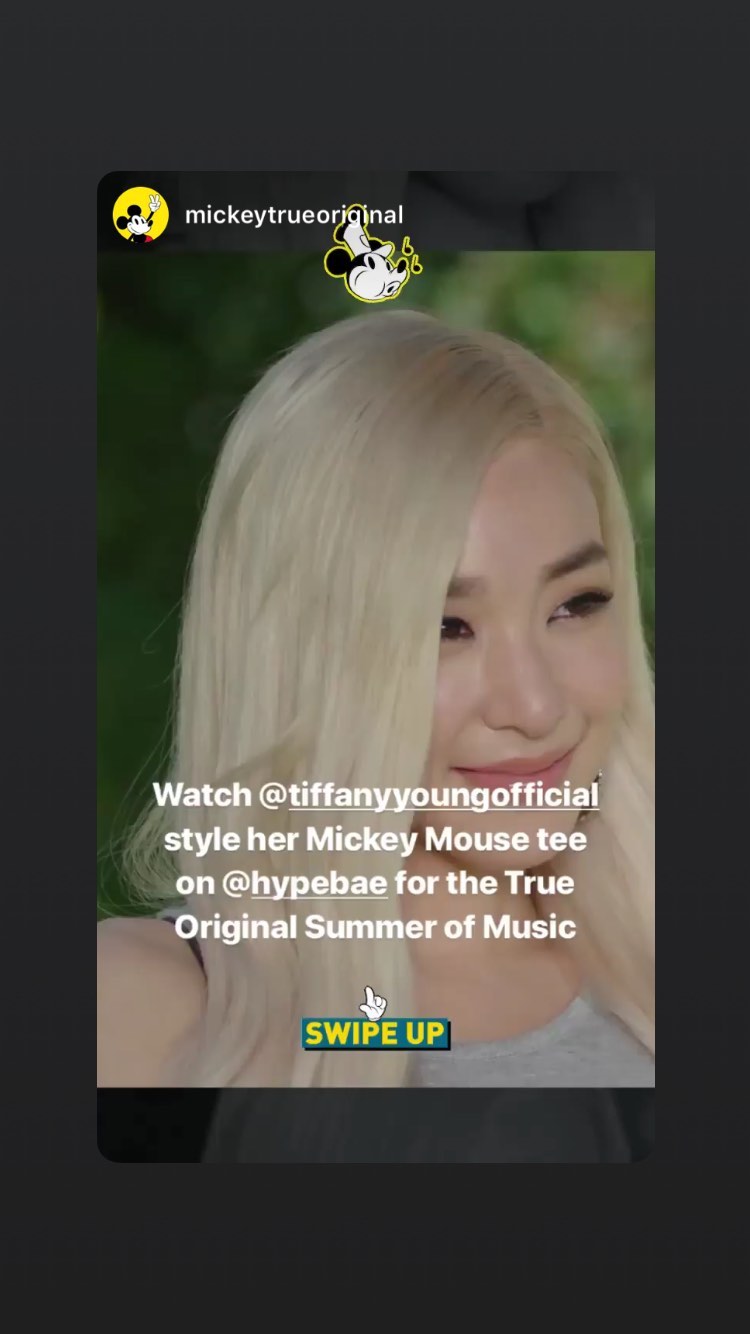 mickeytrueoriginal
Watch @tiffanyyoungofficial
style her Mickey Mouse tee
on @hypebae for the True
Original Summer of Music
SWIPE UP